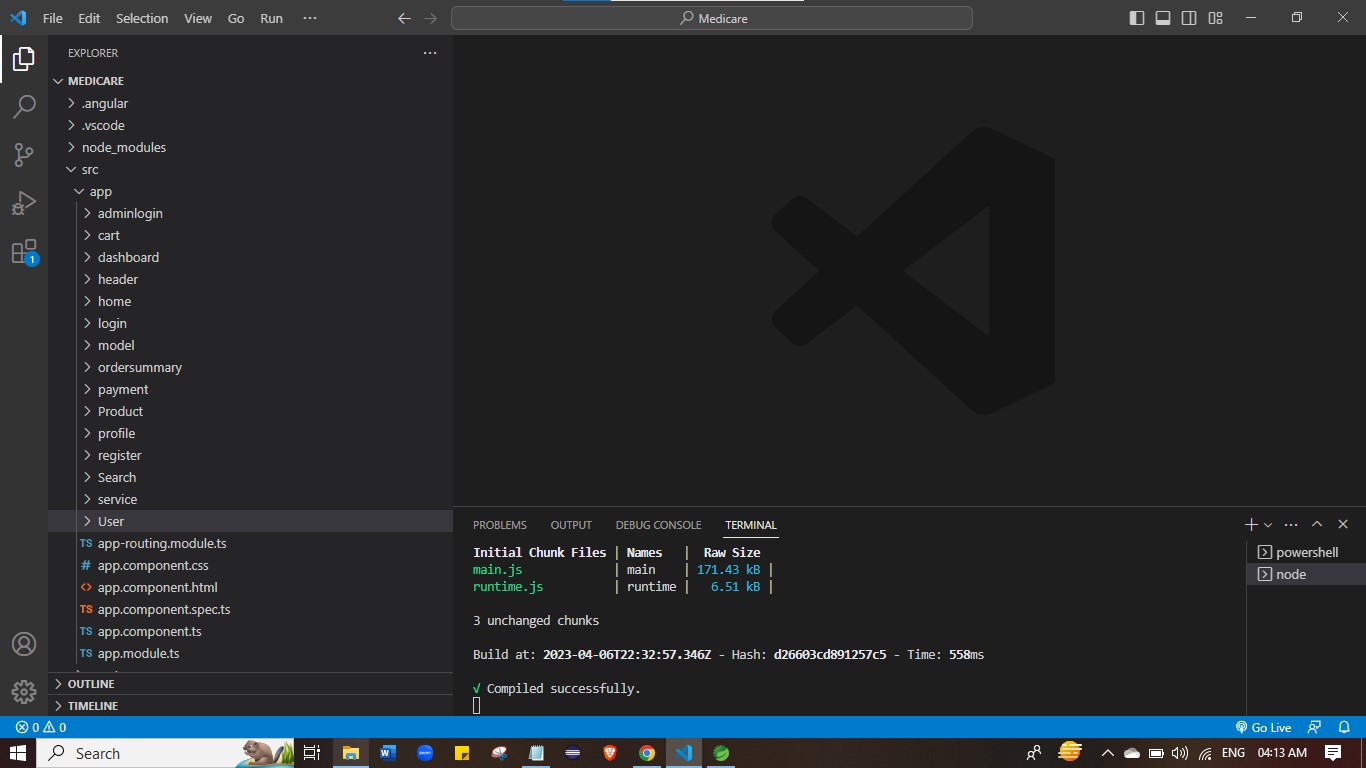 File Edit Selection View Go Run ···
Medicare
EXPLORER ···
MEDICARE
.angular
.vscode
node_modules
src
app
adminlogin
cart
dashboard
header
home
login
model
ordersummary
payment
Product
profile
register
Search
service
User
TS app-routing.module.ts
# app.component.css
<> app.component.html
TS app.component.spec.ts
TS app.component.ts
TS app.module.ts
OUTLINE
TIMELINE
1
PROBLEMS OUTPUT DEBUG CONSOLE TERMINAL
Initial Chunk Files | Names | Raw Size
main.js | main | 171.43 kB |
runtime.js | runtime | 6.51 kB |
3 unchanged chunks
Build at: 2023-04-06T22:32:57.346Z - Hash: d26603cd891257c5 - Time: 558ms
√ Compiled successfully.
powershell
node
0 0
Go Live
Search
ENG 04:13 AM